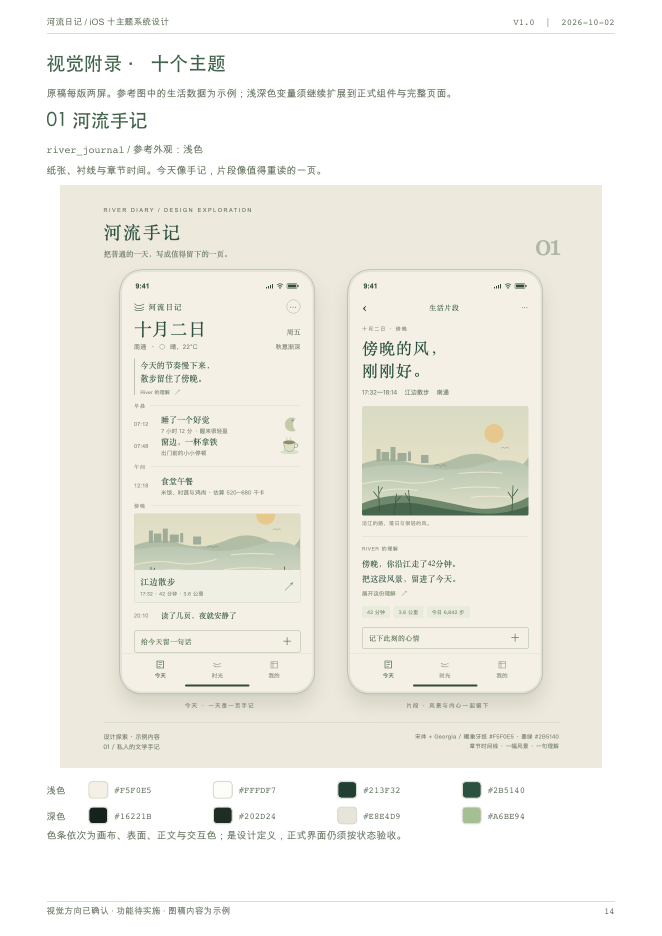 河流日记 / iOS 十主题系统设计
V1.0 | 2026-10-02
视觉附录 · 十个主题
原稿每版两屏。参考图中的生活数据为示例；浅深色变量须继续扩展到正式组件与完整页面。
01 河流手记
river_journal / 参考外观：浅色
纸张、衬线与章节时间。今天像手记，片段像值得重读的一页。
RIVER DIARY / DESIGN EXPLORATION
河流手记
01
把普通的一天，写成值得留下的一页。
9:41
河流日记
十月二日
周五
南通 · 晴，22°C
秋意渐深
今天的节奏慢下来，
散步留住了傍晚。
River 的理解
早晨
07:12
睡了一个好觉
7 小时 12 分 · 醒来很轻盈
07:48
窗边，一杯拿铁
出门前的小小停顿
午间
12:18
食堂午餐
米饭、时蔬与鸡肉 · 估算 520–680 千卡
傍晚
江边散步
17:32 · 42 分钟 · 3.6 公里
20:10
读了几页，夜就安静了
给今天留一句话
今天
时光
我的
今天 · 一天是一页手记
9:41
生活片段
十月二日 · 傍晚
傍晚的风，
刚刚好。
17:32—18:14 江边散步 南通
沿江的路，落日与很轻的风。
RIVER 的理解
傍晚，你沿江走了42分钟，
把这段风景，留进了今天。
展开这份理解
42 分钟
3.6 公里
今日 8,642 步
记下此刻的心情
今天
时光
我的
片段 · 风景与内心一起留下
设计探索 · 示例内容
01 / 私人的文学手记
宋体 + Georgia / 暖象牙纸 #F5F0E5 · 墨绿 #2B5140
章节时间线 · 一幅风景 · 一句理解
浅色
#F5F0E5
#FFFDF7
#213F32
#2B5140
深色
#16221B
#202D24
#E8E4D9
#A6BE94
色条依次为画布、表面、正文与交互色；是设计定义，正式界面仍须按状态验收。
视觉方向已确认 · 功能待实施 · 图稿内容为示例
14